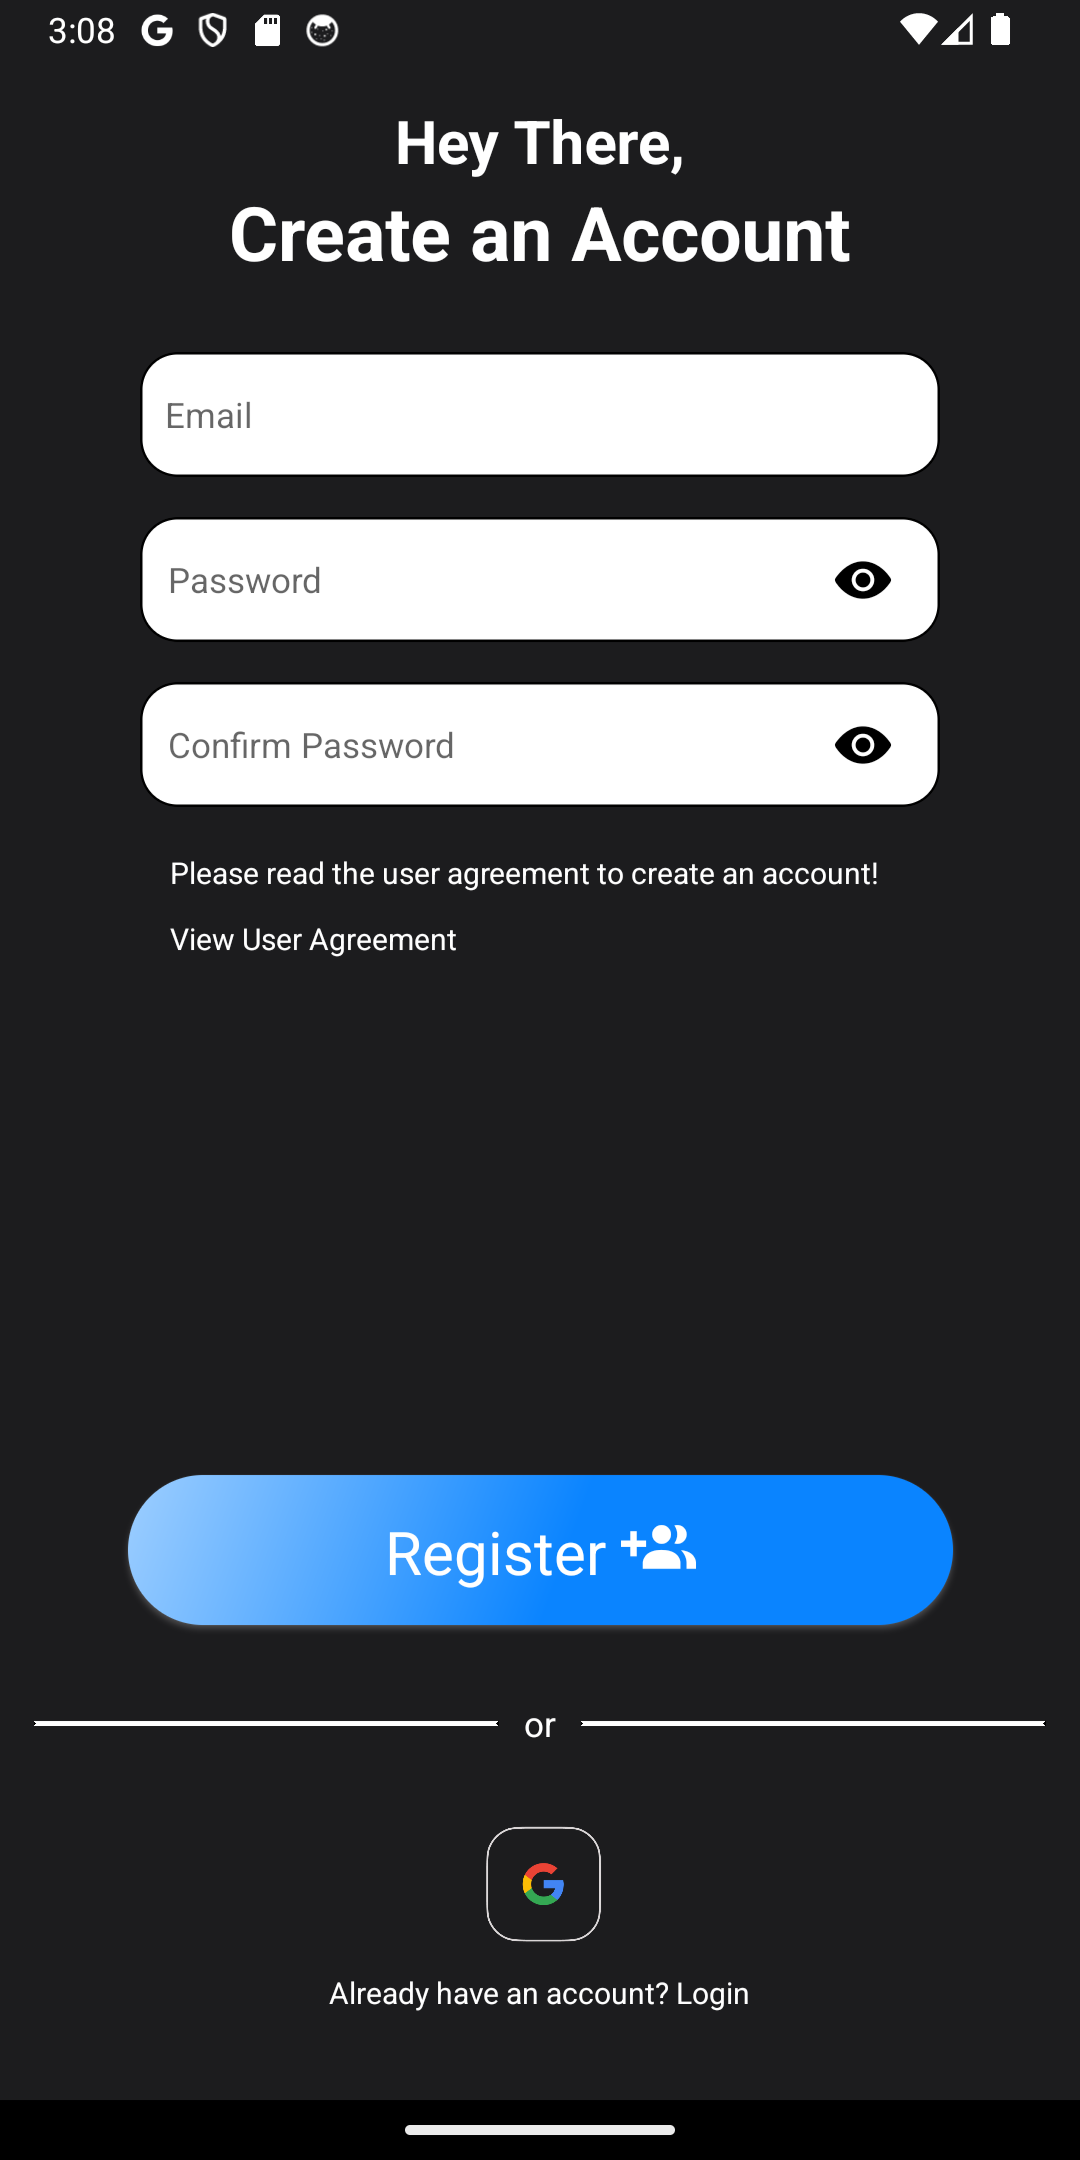 3:08
Hey There,
Create an Account
Email
Password
Confirm Password
Please read the user agreement to create an account!
View User Agreement
Register
or
Already have an account? Login